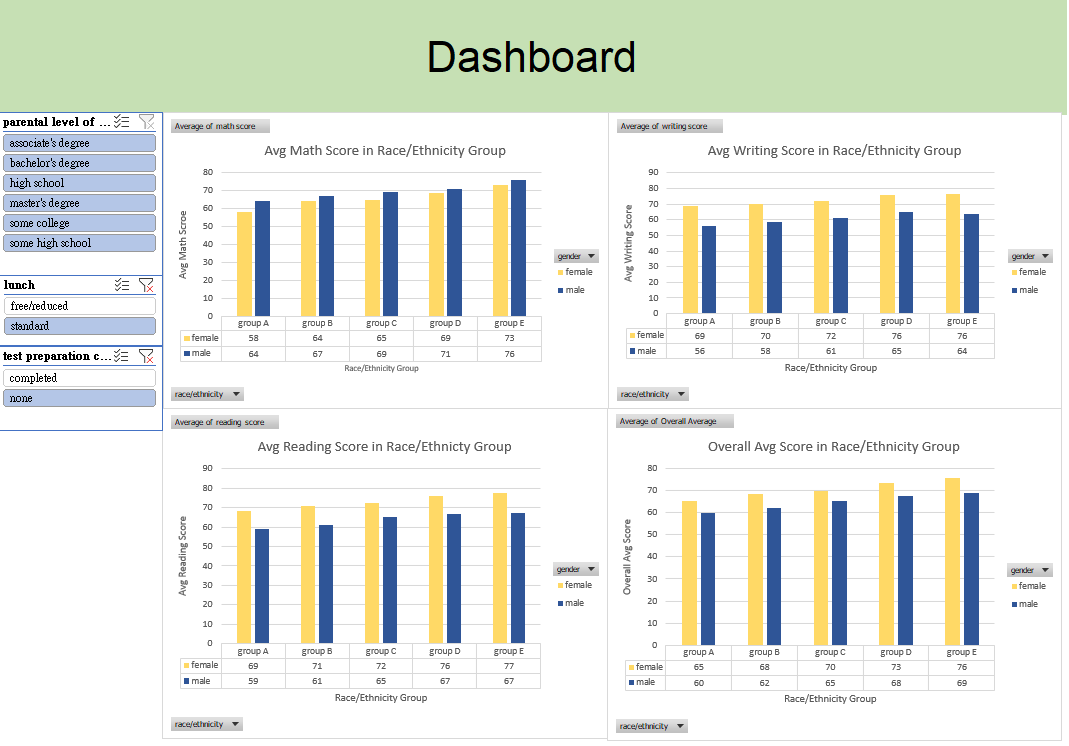 Dashboard
parental level of ...
associate's degree
bachelor's degree
high school
master's degree
some college
some high school
lunch
free/reduced
standard
test preparation c...
completed
none
Average of math score
Avg Math Score in Race/Ethnicity Group
Avg Math Scroe
80
70
60
50
40
30
20
10
0
group A group B group C group D group E
female 58 64 65 69 73
male 64 67 69 71 76
Race/Ethnicity Group
gender
female
male
race/ethnicity
Average of writing score
Avg Writing Score in Race/Ethnicity Group
Avg Writing Score
90
80
70
60
50
40
30
20
10
0
group A group B group C group D group E
female 69 70 72 76 76
male 56 58 61 65 64
Race/Ethnicity Group
gender
female
male
race/ethnicity
Average of reading score
Avg Reading Score in Race/Ethnicity Group
Avg Reading Score
90
80
70
60
50
40
30
20
10
0
group A group B group C group D group E
female 69 71 72 76 77
male 59 61 65 67 67
Race/Ethnicity Group
gender
female
male
race/ethnicity
Average of Overall Average
Overall Avg Score in Race/Ethnicity Group
Overall Avg Score
80
70
60
50
40
30
20
10
0
group A group B group C group D group E
female 65 68 70 73 76
male 60 62 65 68 69
Race/Ethnicity Group
gender
female
male
race/ethnicity